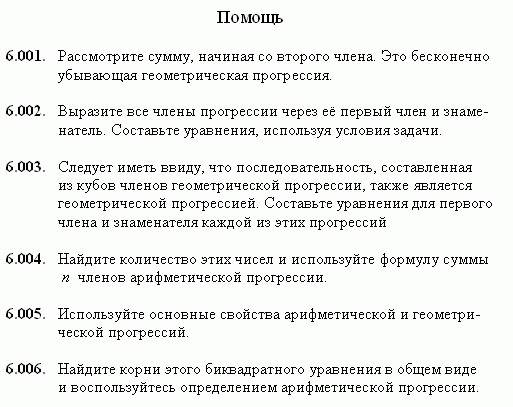 Помощь
6.001. Рассмотрите сумму, начиная со второго члена. Это бесконечно
убывающая геометрическая прогрессия.
6.002. Выразите все члены прогрессии через её первый член и знаме-
натель. Составьте уравнения, используя условия задачи.
6.003. Следует иметь ввиду, что последовательность, составленная
из кубов членов геометрической прогрессии, также является
геометрической прогрессией. Составьте уравнения для первого
члена и знаменателя каждой из этих прогрессий
6.004. Найдите количество этих чисел и используйте формулу суммы
n членов арифметической прогрессии.
6.005. Используйте основные свойства арифметической и геометри-
ческой прогрессий.
6.006. Найдите корни этого биквадратного уравнения в общем виде
и воспользуйтесь определением арифметической прогрессии.